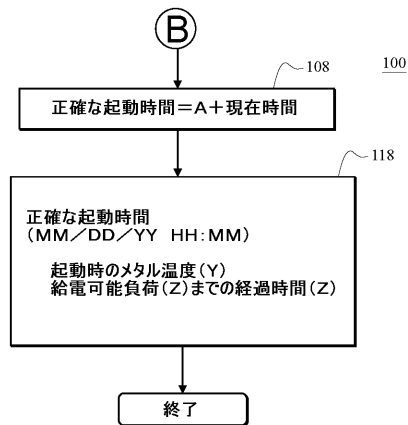 B
108
100
正確な起動時間＝A＋現在時間
118
正確な起動時間
(MM／DD／YY HH:MM)
起動時のメタル温度(Y)
給電可能負荷(Z)までの経過時間(Z)
終了